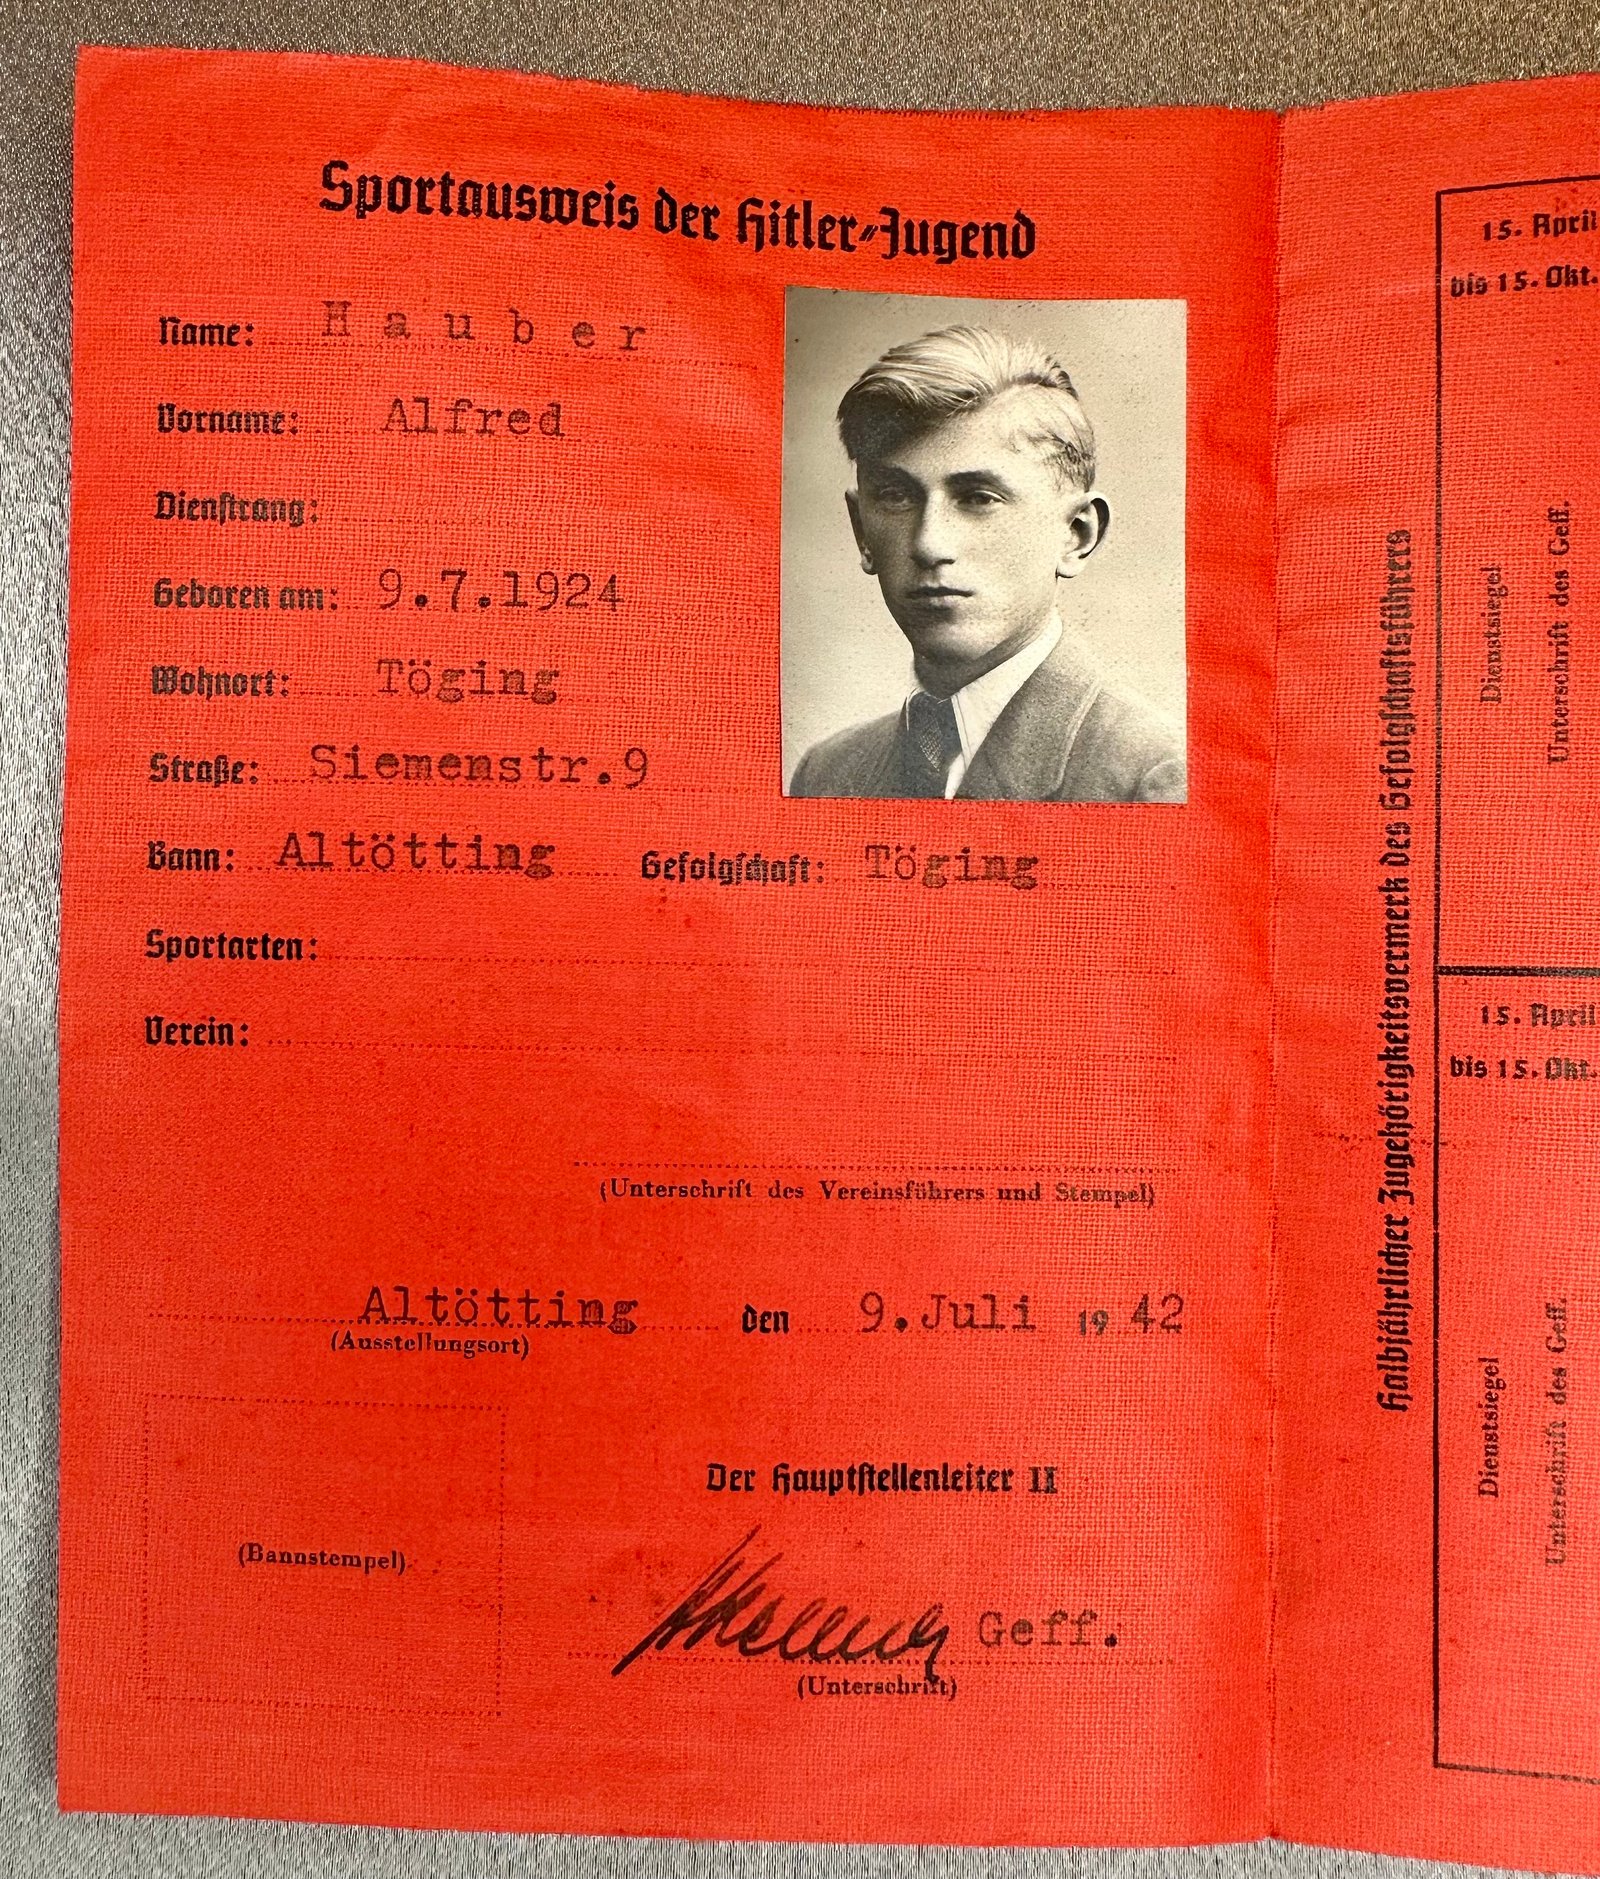 Sportausweis der Hitler-Jugend
Name: Hauber
Vorname: Alfred
Dienstrang:
Geboren am: 9.7.1924
Wohnort: Töging
Straße: Siemenstr.9
Bann: Altötting Gefolgschaft: Töging
Sportarten:
Verein:
(Unterschrift des Vereinsführers und Stempel)
Altötting den 9.Juli 1942
(Ausstellungsort)
Der Hauptstellenleiter II
(Bannstempel)
Geff.
(Unterschrift)
Halbjährlicher Zugehörigkeitsvermerk des Gefolgschaftsführers
15. April
bis 15. Okt.
Dienstsiegel
Unterschrift des Geff.
15. April
bis 15. Okt.
Dienstsiegel
Unterschrift des Geff.